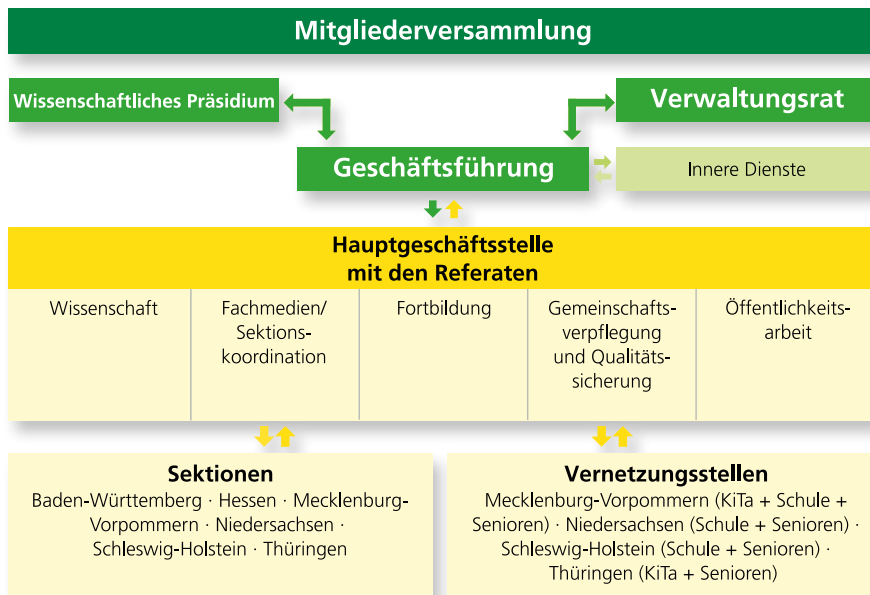 Mitgliederversammlung
Wissenschaftliches Präsidium
Verwaltungsrat
Geschäftsführung
Innere Dienste
Hauptgeschäftsstelle
mit den Referaten
Wissenschaft
Fachmedien/
Sektions-
koordination
Fortbildung
Gemeinschafts-
verpflegung
und Qualitäts-
sicherung
Öffentlichkeits-
arbeit
Sektionen
Baden-Württemberg · Hessen · Mecklenburg-
Vorpommern · Niedersachsen ·
Schleswig-Holstein · Thüringen
Vernetzungsstellen
Mecklenburg-Vorpommern (KiTa + Schule +
Senioren) · Niedersachsen (Schule + Senioren) ·
Schleswig-Holstein (Schule + Senioren) ·
Thüringen (KiTa + Senioren)